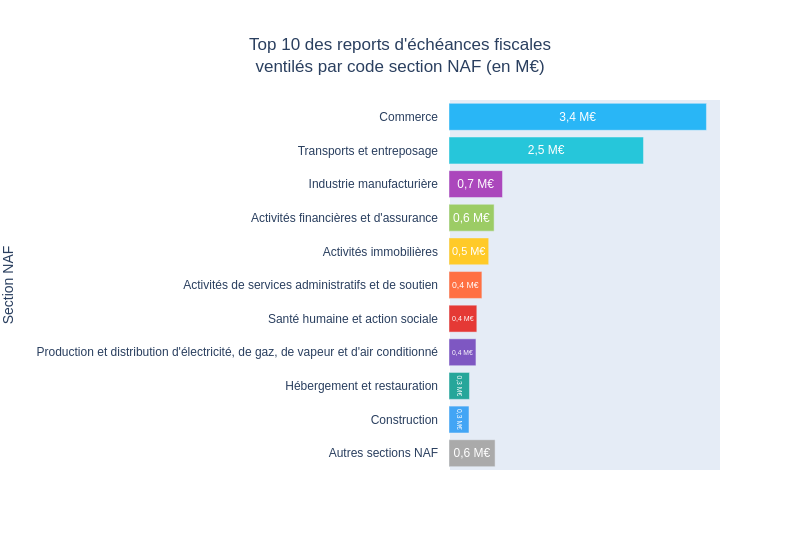 Top 10 des reports d'échéances fiscales
ventilés par code section NAF (en M€)
Section NAF
Commerce 3,4 M€
Transports et entreposage 2,5 M€
Industrie manufacturière 0,7 M€
Activités financières et d'assurance 0,6 M€
Activités immobilières 0,5 M€
Activités de services administratifs et de soutien 0,4 M€
Santé humaine et action sociale 0,4 M€
Production et distribution d'électricité, de gaz, de vapeur et d'air conditionné 0,4 M€
Hébergement et restauration 0,3 M€
Construction 0,3 M€
Autres sections NAF 0,6 M€